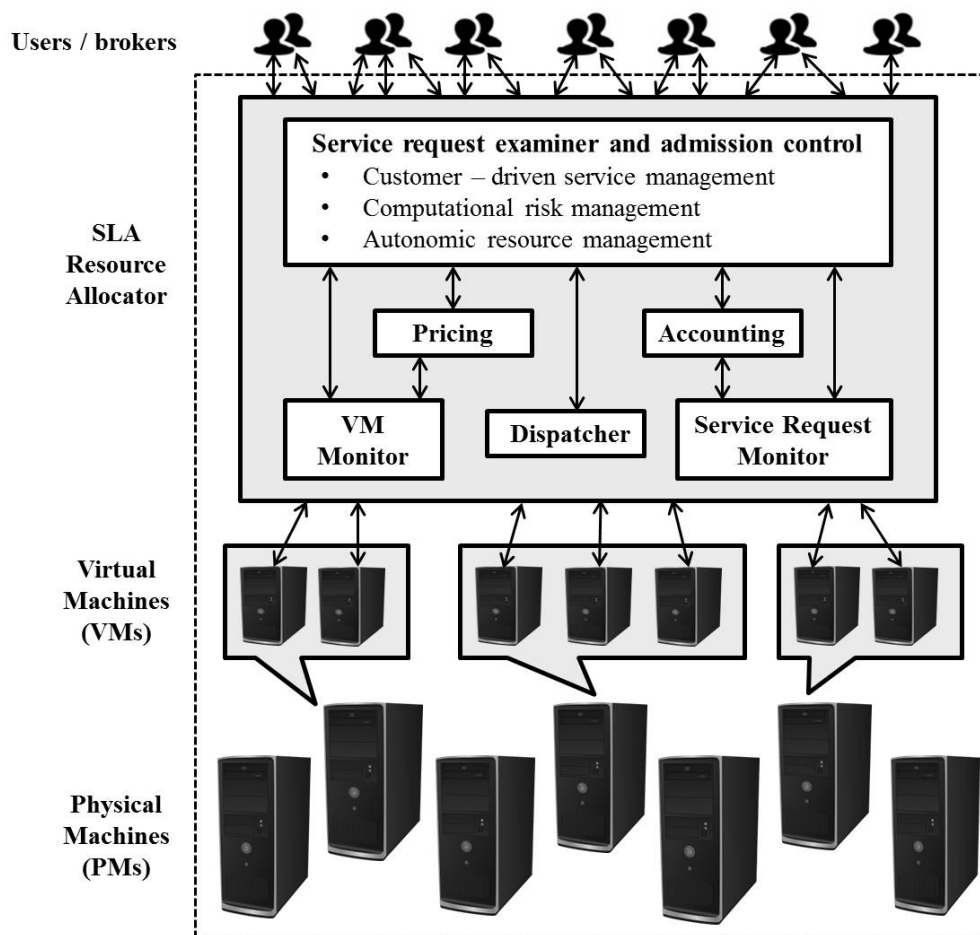 Users / brokers
Service request examiner and admission control
• Customer – driven service management
• Computational risk management
• Autonomic resource management
SLA
Resource
Allocator
Pricing
Accounting
VM
Monitor
Dispatcher
Service Request
Monitor
Virtual
Machines
(VMs)
Physical
Machines
(PMs)